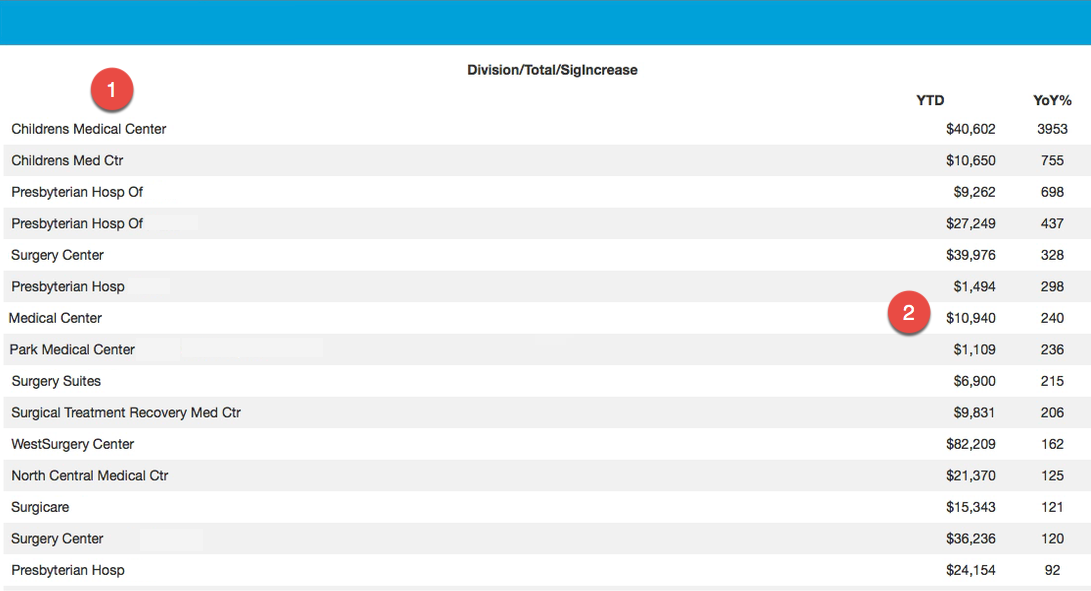 Division/Total/SigIncrease
1
YTD YoY%
Childrens Medical Center $40,602 3953
Childrens Med Ctr $10,650 755
Presbyterian Hosp Of $9,262 698
Presbyterian Hosp Of $27,249 437
Surgery Center $39,976 328
Presbyterian Hosp $1,494 298
Medical Center 2 $10,940 240
Park Medical Center $1,109 236
Surgery Suites $6,900 215
Surgical Treatment Recovery Med Ctr $9,831 206
WestSurgery Center $82,209 162
North Central Medical Ctr $21,370 125
Surgicare $15,343 121
Surgery Center $36,236 120
Presbyterian Hosp $24,154 92